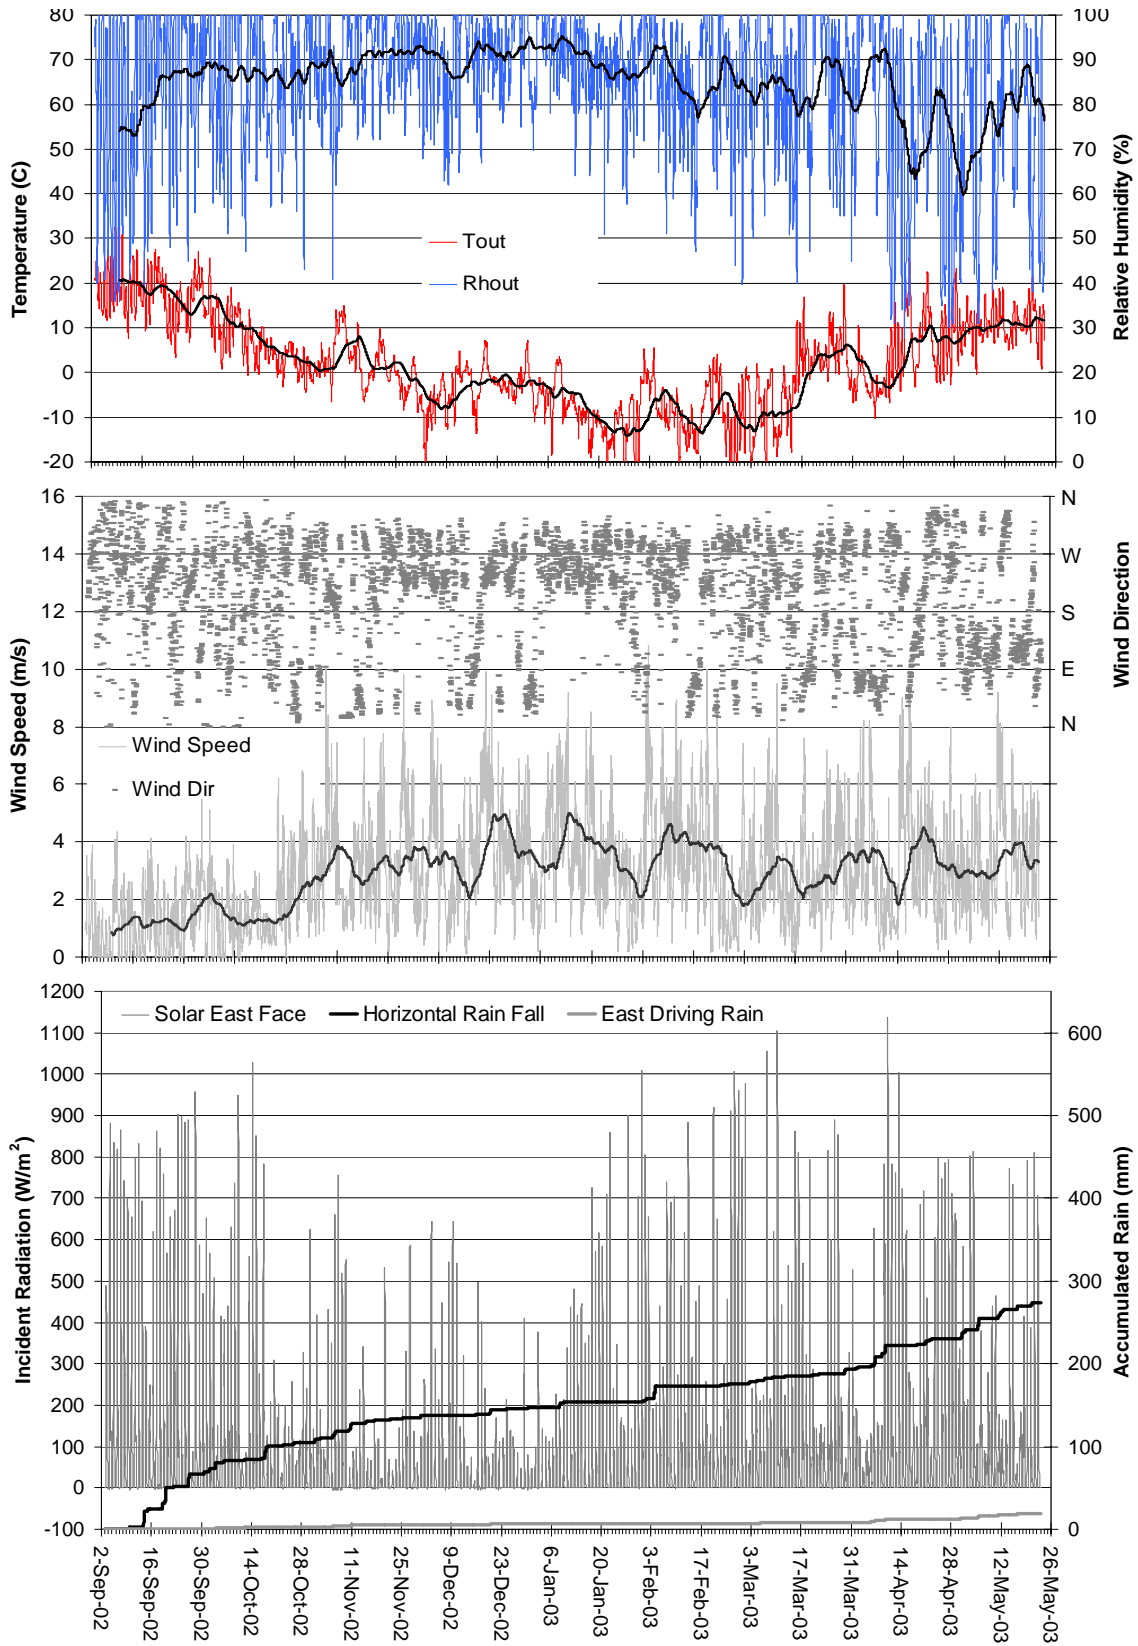 80
70
60
50
40
30
20
10
0
-10
-20
Temperature (C)
Tout
Rhout
100
90
80
70
60
50
40
30
20
10
0
Relative Humidity (%)
16
14
12
10
8
6
4
2
0
Wind Speed (m/s)
Wind Speed
Wind Dir
N
W
S
E
N
Wind Direction
1200
1100
1000
900
800
700
600
500
400
300
200
100
0
-100
Incident Radiation (W/m²)
Solar East Face
Horizontal Rain Fall
East Driving Rain
600
500
400
300
200
100
0
Accumulated Rain (mm)
2-Sep-02
16-Sep-02
30-Sep-02
14-Oct-02
28-Oct-02
11-Nov-02
25-Nov-02
9-Dec-02
23-Dec-02
6-Jan-03
20-Jan-03
3-Feb-03
17-Feb-03
3-Mar-03
17-Mar-03
31-Mar-03
14-Apr-03
28-Apr-03
12-May-03
26-May-03